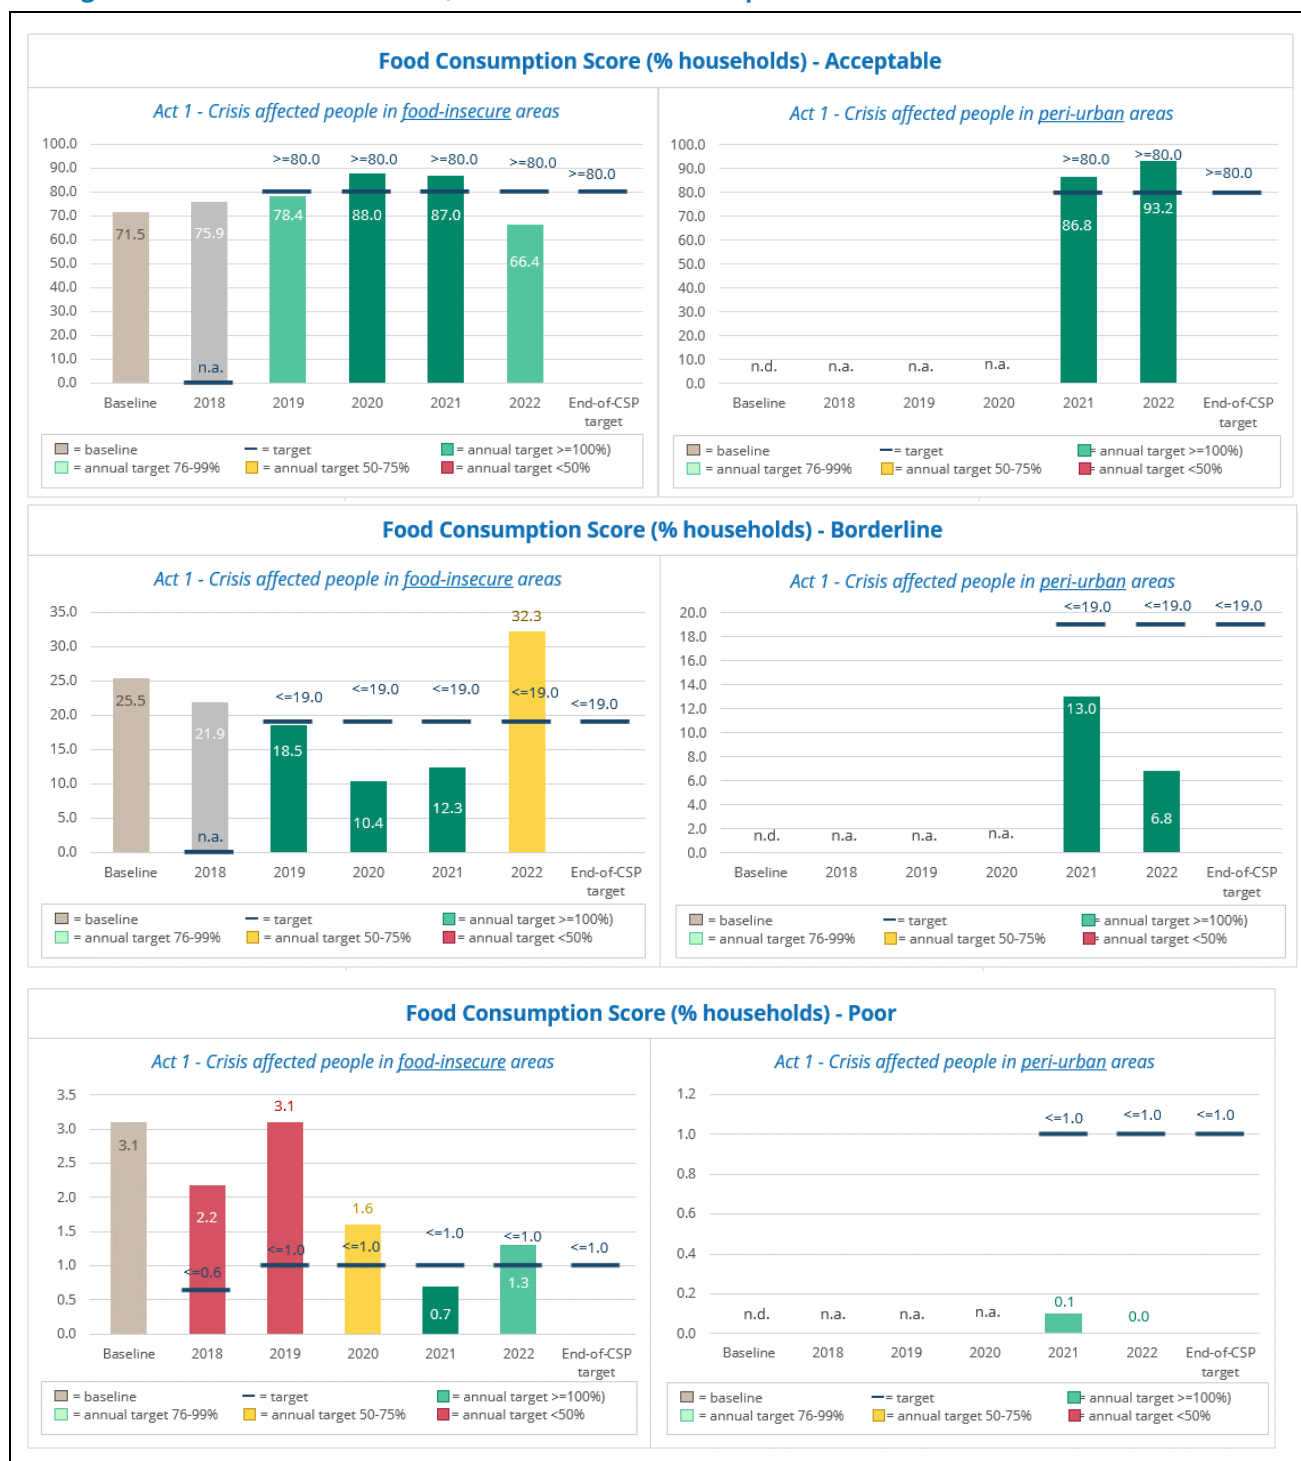 Food Consumption Score (% households) - Acceptable
Act 1 - Crisis affected people in food-insecure areas
100.0
90.0
80.0
70.0
60.0
50.0
40.0
30.0
20.0
10.0
0.0
>=80.0
>=80.0
>=80.0
>=80.0
>=80.0
71.5
75.9
78.4
88.0
87.0
66.4
n.a.
Baseline
2018
2019
2020
2021
2022
End-of-CSP
target
= baseline
= target
= annual target >=100%)
= annual target 76-99%
= annual target 50-75%
= annual target <50%
Act 1 - Crisis affected people in peri-urban areas
100.0
90.0
80.0
70.0
60.0
50.0
40.0
30.0
20.0
10.0
0.0
>=80.0
>=80.0
>=80.0
86.8
93.2
n.d.
n.a.
n.a.
n.a.
Baseline
2018
2019
2020
2021
2022
End-of-CSP
target
= baseline
= target
= annual target >=100%)
= annual target 76-99%
= annual target 50-75%
= annual target <50%
Food Consumption Score (% households) - Borderline
Act 1 - Crisis affected people in food-insecure areas
35.0
30.0
25.0
20.0
15.0
10.0
5.0
0.0
32.3
<=19.0
<=19.0
<=19.0
<=19.0
<=19.0
25.5
21.9
18.5
10.4
12.3
n.a.
Baseline
2018
2019
2020
2021
2022
End-of-CSP
target
= baseline
= target
= annual target >=100%)
= annual target 76-99%
= annual target 50-75%
= annual target <50%
Act 1 - Crisis affected people in peri-urban areas
20.0
18.0
16.0
14.0
12.0
10.0
8.0
6.0
4.0
2.0
0.0
<=19.0
<=19.0
<=19.0
13.0
6.8
n.d.
n.a.
n.a.
n.a.
Baseline
2018
2019
2020
2021
2022
End-of-CSP
target
= baseline
= target
= annual target >=100%)
= annual target 76-99%
= annual target 50-75%
= annual target <50%
Food Consumption Score (% households) - Poor
Act 1 - Crisis affected people in food-insecure areas
3.5
3.0
2.5
2.0
1.5
1.0
0.5
0.0
3.1
3.1
2.2
1.6
<=0.6
<=1.0
<=1.0
<=1.0
<=1.0
<=1.0
0.7
1.3
Baseline
2018
2019
2020
2021
2022
End-of-CSP
target
= baseline
= target
= annual target >=100%)
= annual target 76-99%
= annual target 50-75%
= annual target <50%
Act 1 - Crisis affected people in peri-urban areas
1.2
1.0
0.8
0.6
0.4
0.2
0.0
<=1.0
<=1.0
<=1.0
0.1
0.0
n.d.
n.a.
n.a.
n.a.
Baseline
2018
2019
2020
2021
2022
End-of-CSP
target
= baseline
= target
= annual target >=100%)
= annual target 76-99%
= annual target 50-75%
= annual target <50%